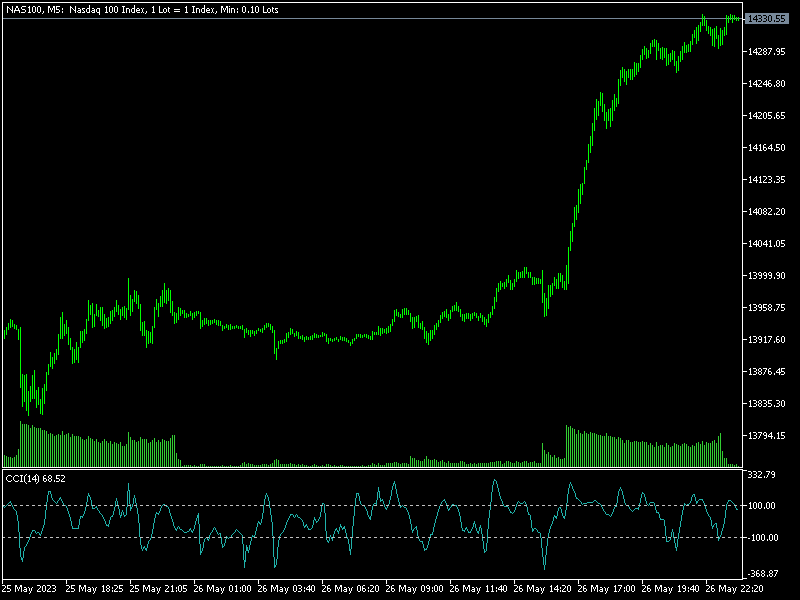 NAS100, M5: Nasdaq 100 Index, 1 Lot = 1 Index, Min: 0.10 Lots
14330.55
14287.95
14246.80
14205.65
14164.50
14123.35
14082.20
14041.05
13999.90
13958.75
13917.60
13876.45
13835.30
13794.15
CCI(14) 68.52
332.79
100.00
-100.00
-368.87
25 May 2023
25 May 18:25
25 May 21:05
26 May 01:00
26 May 03:40
26 May 06:20
26 May 09:00
26 May 11:40
26 May 14:20
26 May 17:00
26 May 19:40
26 May 22:20